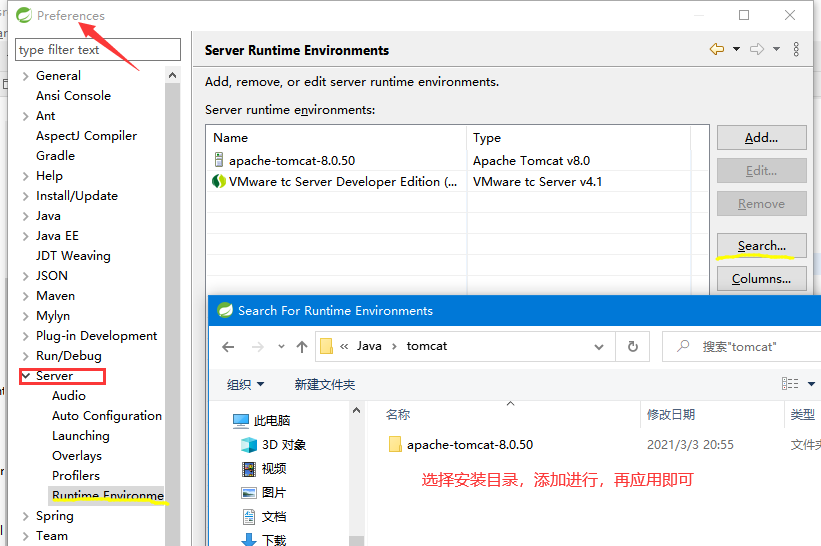 Preferences
type filter text
General
Ansi Console
Ant
AspectJ Compiler
Gradle
Help
Install/Update
Java
Java EE
JDT Weaving
JSON
Maven
Mylyn
Plug-in Development
Run/Debug
Server
Audio
Auto Configuration
Launching
Overlays
Profilers
Runtime Environme
Spring
Team
Server Runtime Environments
Add, remove, or edit server runtime environments.
Server runtime environments:
Name Type
apache-tomcat-8.0.50 Apache Tomcat v8.0
VMware tc Server Developer Edition (... VMware tc Server v4.1
Add...
Edit...
Remove
Search...
Columns...
Search For Runtime Environments
« Java › tomcat
搜索"tomcat"
组织 新建文件夹
此电脑
3D 对象
视频
图片
文档
下载
名称 修改日期 类型
apache-tomcat-8.0.50 2021/3/3 20:55 文件夹
选择安装目录，添加进行，再应用即可